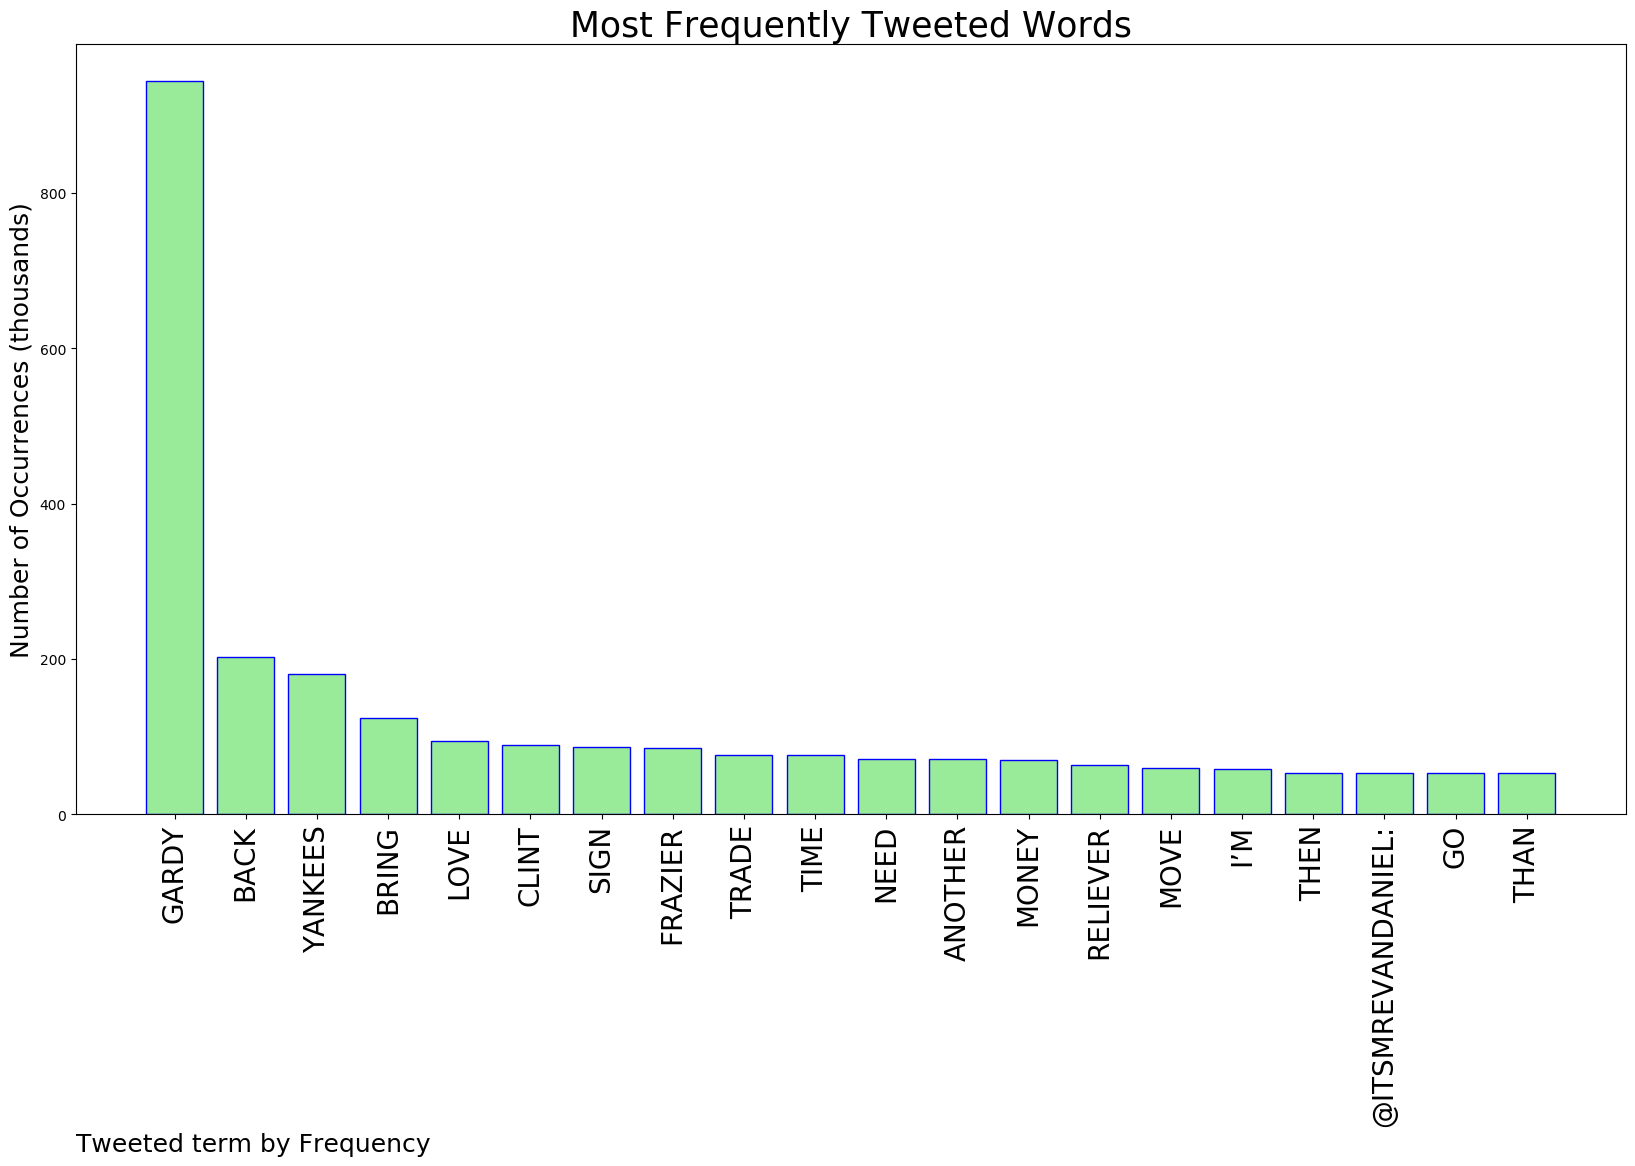 Most Frequently Tweeted Words
Number of Occurrences (thousands)
800
600
400
200
0
GARDY
BACK
YANKEES
BRING
LOVE
CLINT
SIGN
FRAZIER
TRADE
TIME
NEED
ANOTHER
MONEY
RELIEVER
MOVE
I’M
THEN
@ITSMREVANDANIEL:
GO
THAN
Tweeted term by Frequency